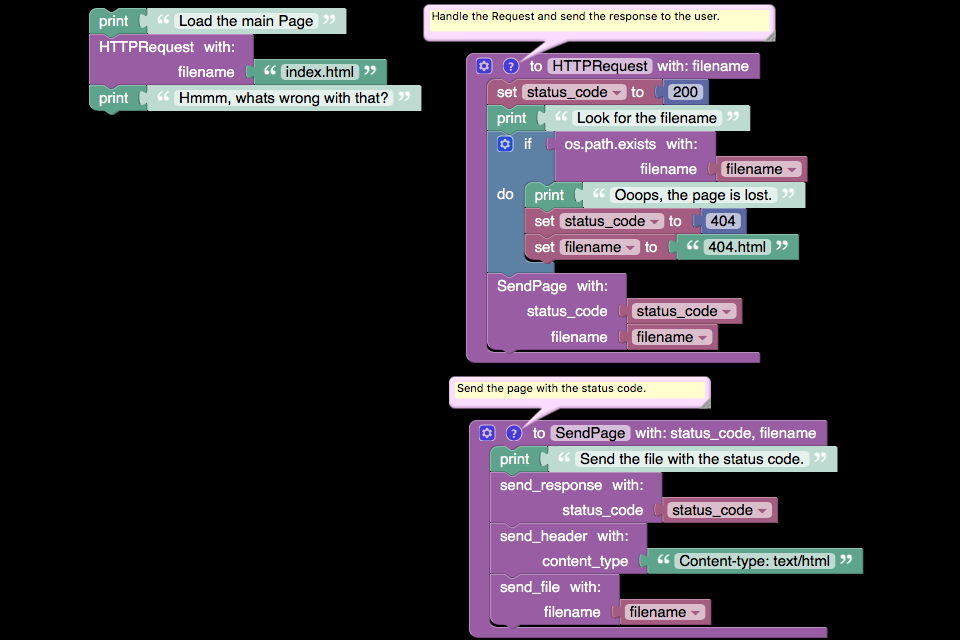 print “ Load the main Page ”
HTTPRequest with:
filename “ index.html ”
print “ Hmmm, whats wrong with that? ”
Handle the Request and send the response to the user.
? to HTTPRequest with: filename
set status_code to 200
print “ Look for the filename ”
if os.path.exists with:
filename filename
do print “ Ooops, the page is lost. ”
set status_code to 404
set filename to “ 404.html ”
SendPage with:
status_code status_code
filename filename
Send the page with the status code.
? to SendPage with: status_code, filename
print “ Send the file with the status code. ”
send_response with:
status_code status_code
send_header with:
content_type “ Content-type: text/html ”
send_file with:
filename filename